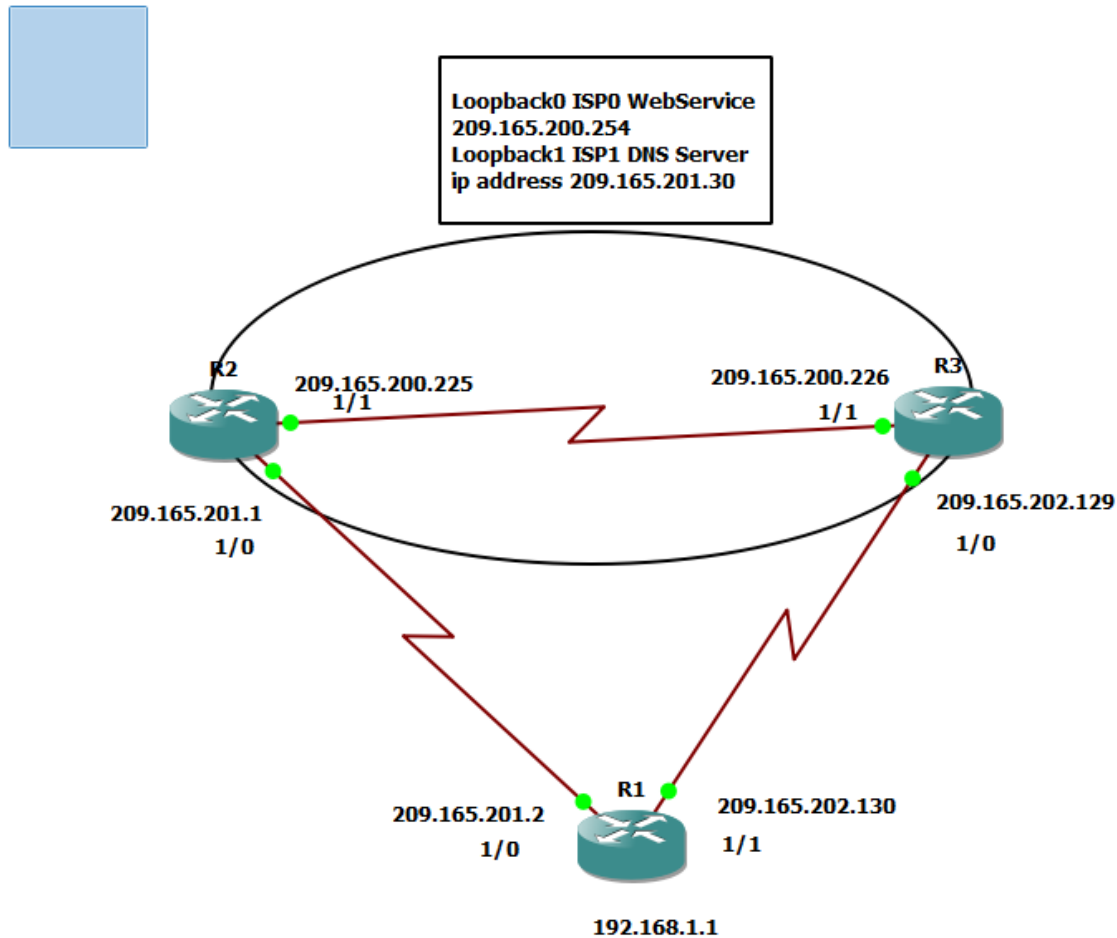 Loopback0 ISP0 WebService
209.165.200.254
Loopback1 ISP1 DNS Server
ip address 209.165.201.30
R2
209.165.200.225
1/1
209.165.200.226
1/1
R3
209.165.201.1
1/0
209.165.202.129
1/0
R1
209.165.201.2
1/0
209.165.202.130
1/1
192.168.1.1